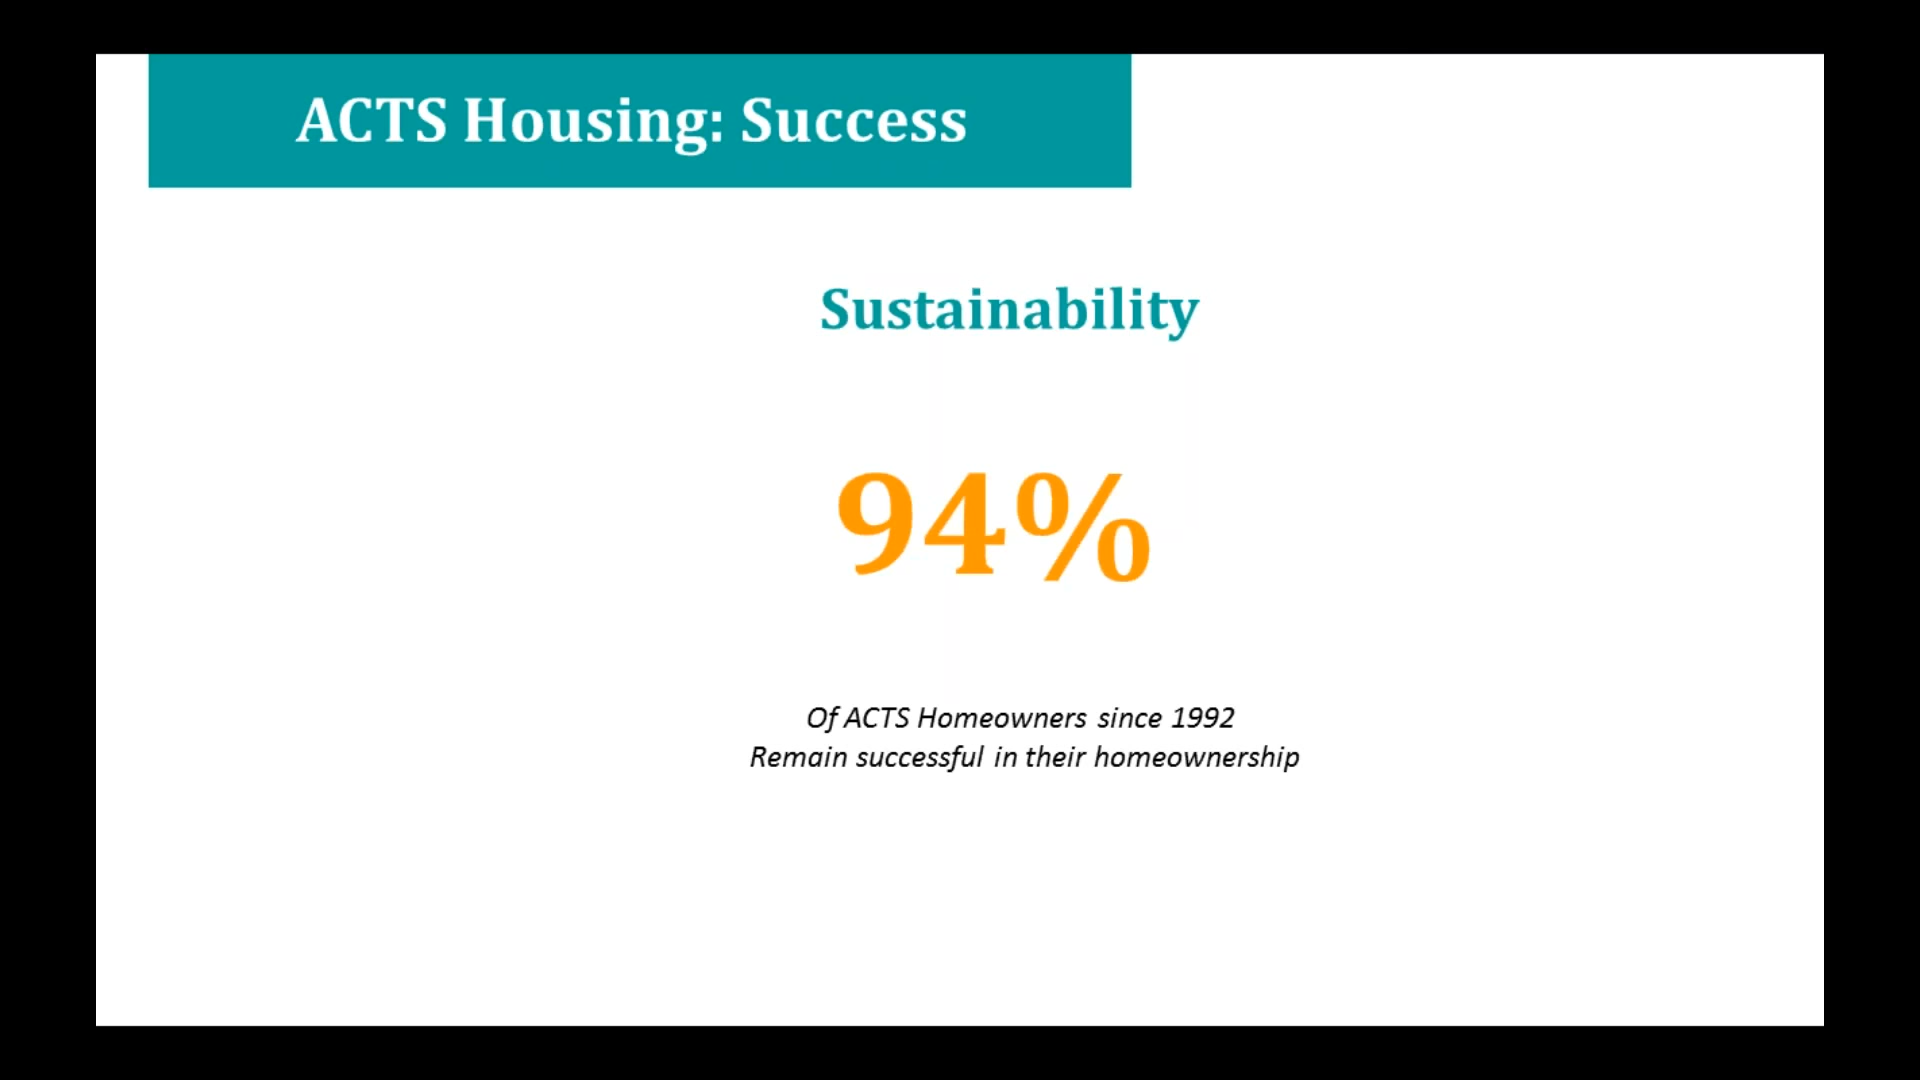 ACTS Housing: Success
Sustainability
94%
Of ACTS Homeowners since 1992
Remain successful in their homeownership